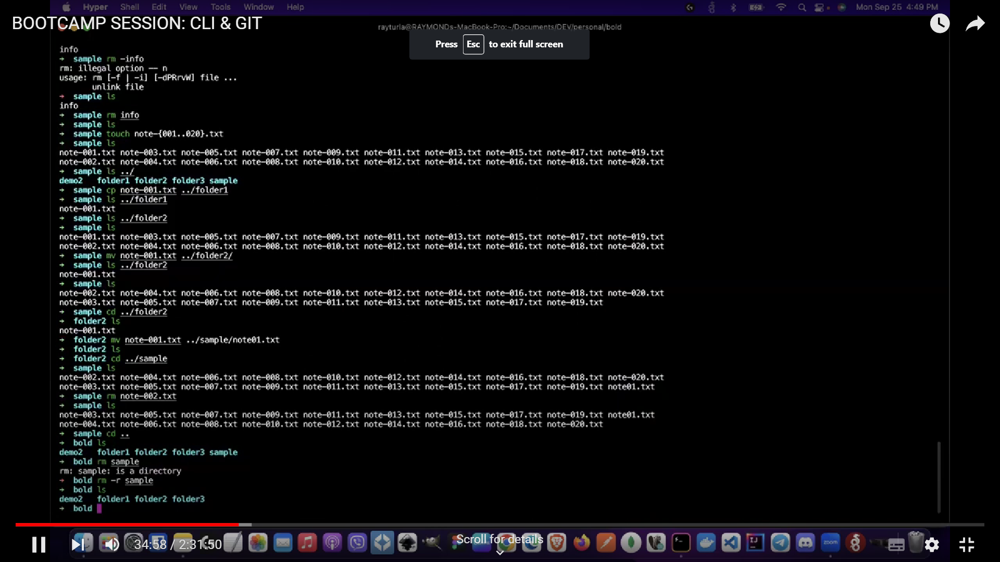 Hyper Shell Edit View Tools Window Help Mon Sep 25 4:49 PM
BOOTCAMP SESSION: CLI & GIT
rayturla@RAYMONDs-MacBook-Pro:~/Documents/DEV/personal/bold
Press Esc to exit full screen
info
→ sample rm -info
rm: illegal option -- n
usage: rm [-f | -i] [-dPRrvW] file ...
unlink file
→ sample ls
info
→ sample rm info
→ sample ls
→ sample touch note-{001..020}.txt
→ sample ls
note-001.txt note-003.txt note-005.txt note-007.txt note-009.txt note-011.txt note-013.txt note-015.txt note-017.txt note-019.txt
note-002.txt note-004.txt note-006.txt note-008.txt note-010.txt note-012.txt note-014.txt note-016.txt note-018.txt note-020.txt
→ sample ls ../
demo2 folder1 folder2 folder3 sample
→ sample cp note-001.txt ../folder1
→ sample ls ../folder1
note-001.txt
→ sample ls ../folder2
→ sample ls
note-001.txt note-003.txt note-005.txt note-007.txt note-009.txt note-011.txt note-013.txt note-015.txt note-017.txt note-019.txt
note-002.txt note-004.txt note-006.txt note-008.txt note-010.txt note-012.txt note-014.txt note-016.txt note-018.txt note-020.txt
→ sample mv note-001.txt ../folder2/
→ sample ls ../folder2
note-001.txt
→ sample ls
note-002.txt note-004.txt note-006.txt note-008.txt note-010.txt note-012.txt note-014.txt note-016.txt note-018.txt note-020.txt
note-003.txt note-005.txt note-007.txt note-009.txt note-011.txt note-013.txt note-015.txt note-017.txt note-019.txt
→ sample cd ../folder2
→ folder2 ls
note-001.txt
→ folder2 mv note-001.txt ../sample/note01.txt
→ folder2 ls
→ folder2 cd ../sample
→ sample ls
note-002.txt note-004.txt note-006.txt note-008.txt note-010.txt note-012.txt note-014.txt note-016.txt note-018.txt note-020.txt
note-003.txt note-005.txt note-007.txt note-009.txt note-011.txt note-013.txt note-015.txt note-017.txt note-019.txt note01.txt
→ sample rm note-002.txt
→ sample ls
note-003.txt note-005.txt note-007.txt note-009.txt note-011.txt note-013.txt note-015.txt note-017.txt note-019.txt note01.txt
note-004.txt note-006.txt note-008.txt note-010.txt note-012.txt note-014.txt note-016.txt note-018.txt note-020.txt
→ sample cd ..
→ bold ls
demo2 folder1 folder2 folder3 sample
→ bold rm sample
rm: sample: is a directory
→ bold rm -r sample
→ bold ls
demo2 folder1 folder2 folder3
→ bold
34:58 / 2:31:50
Scroll for details
zoom